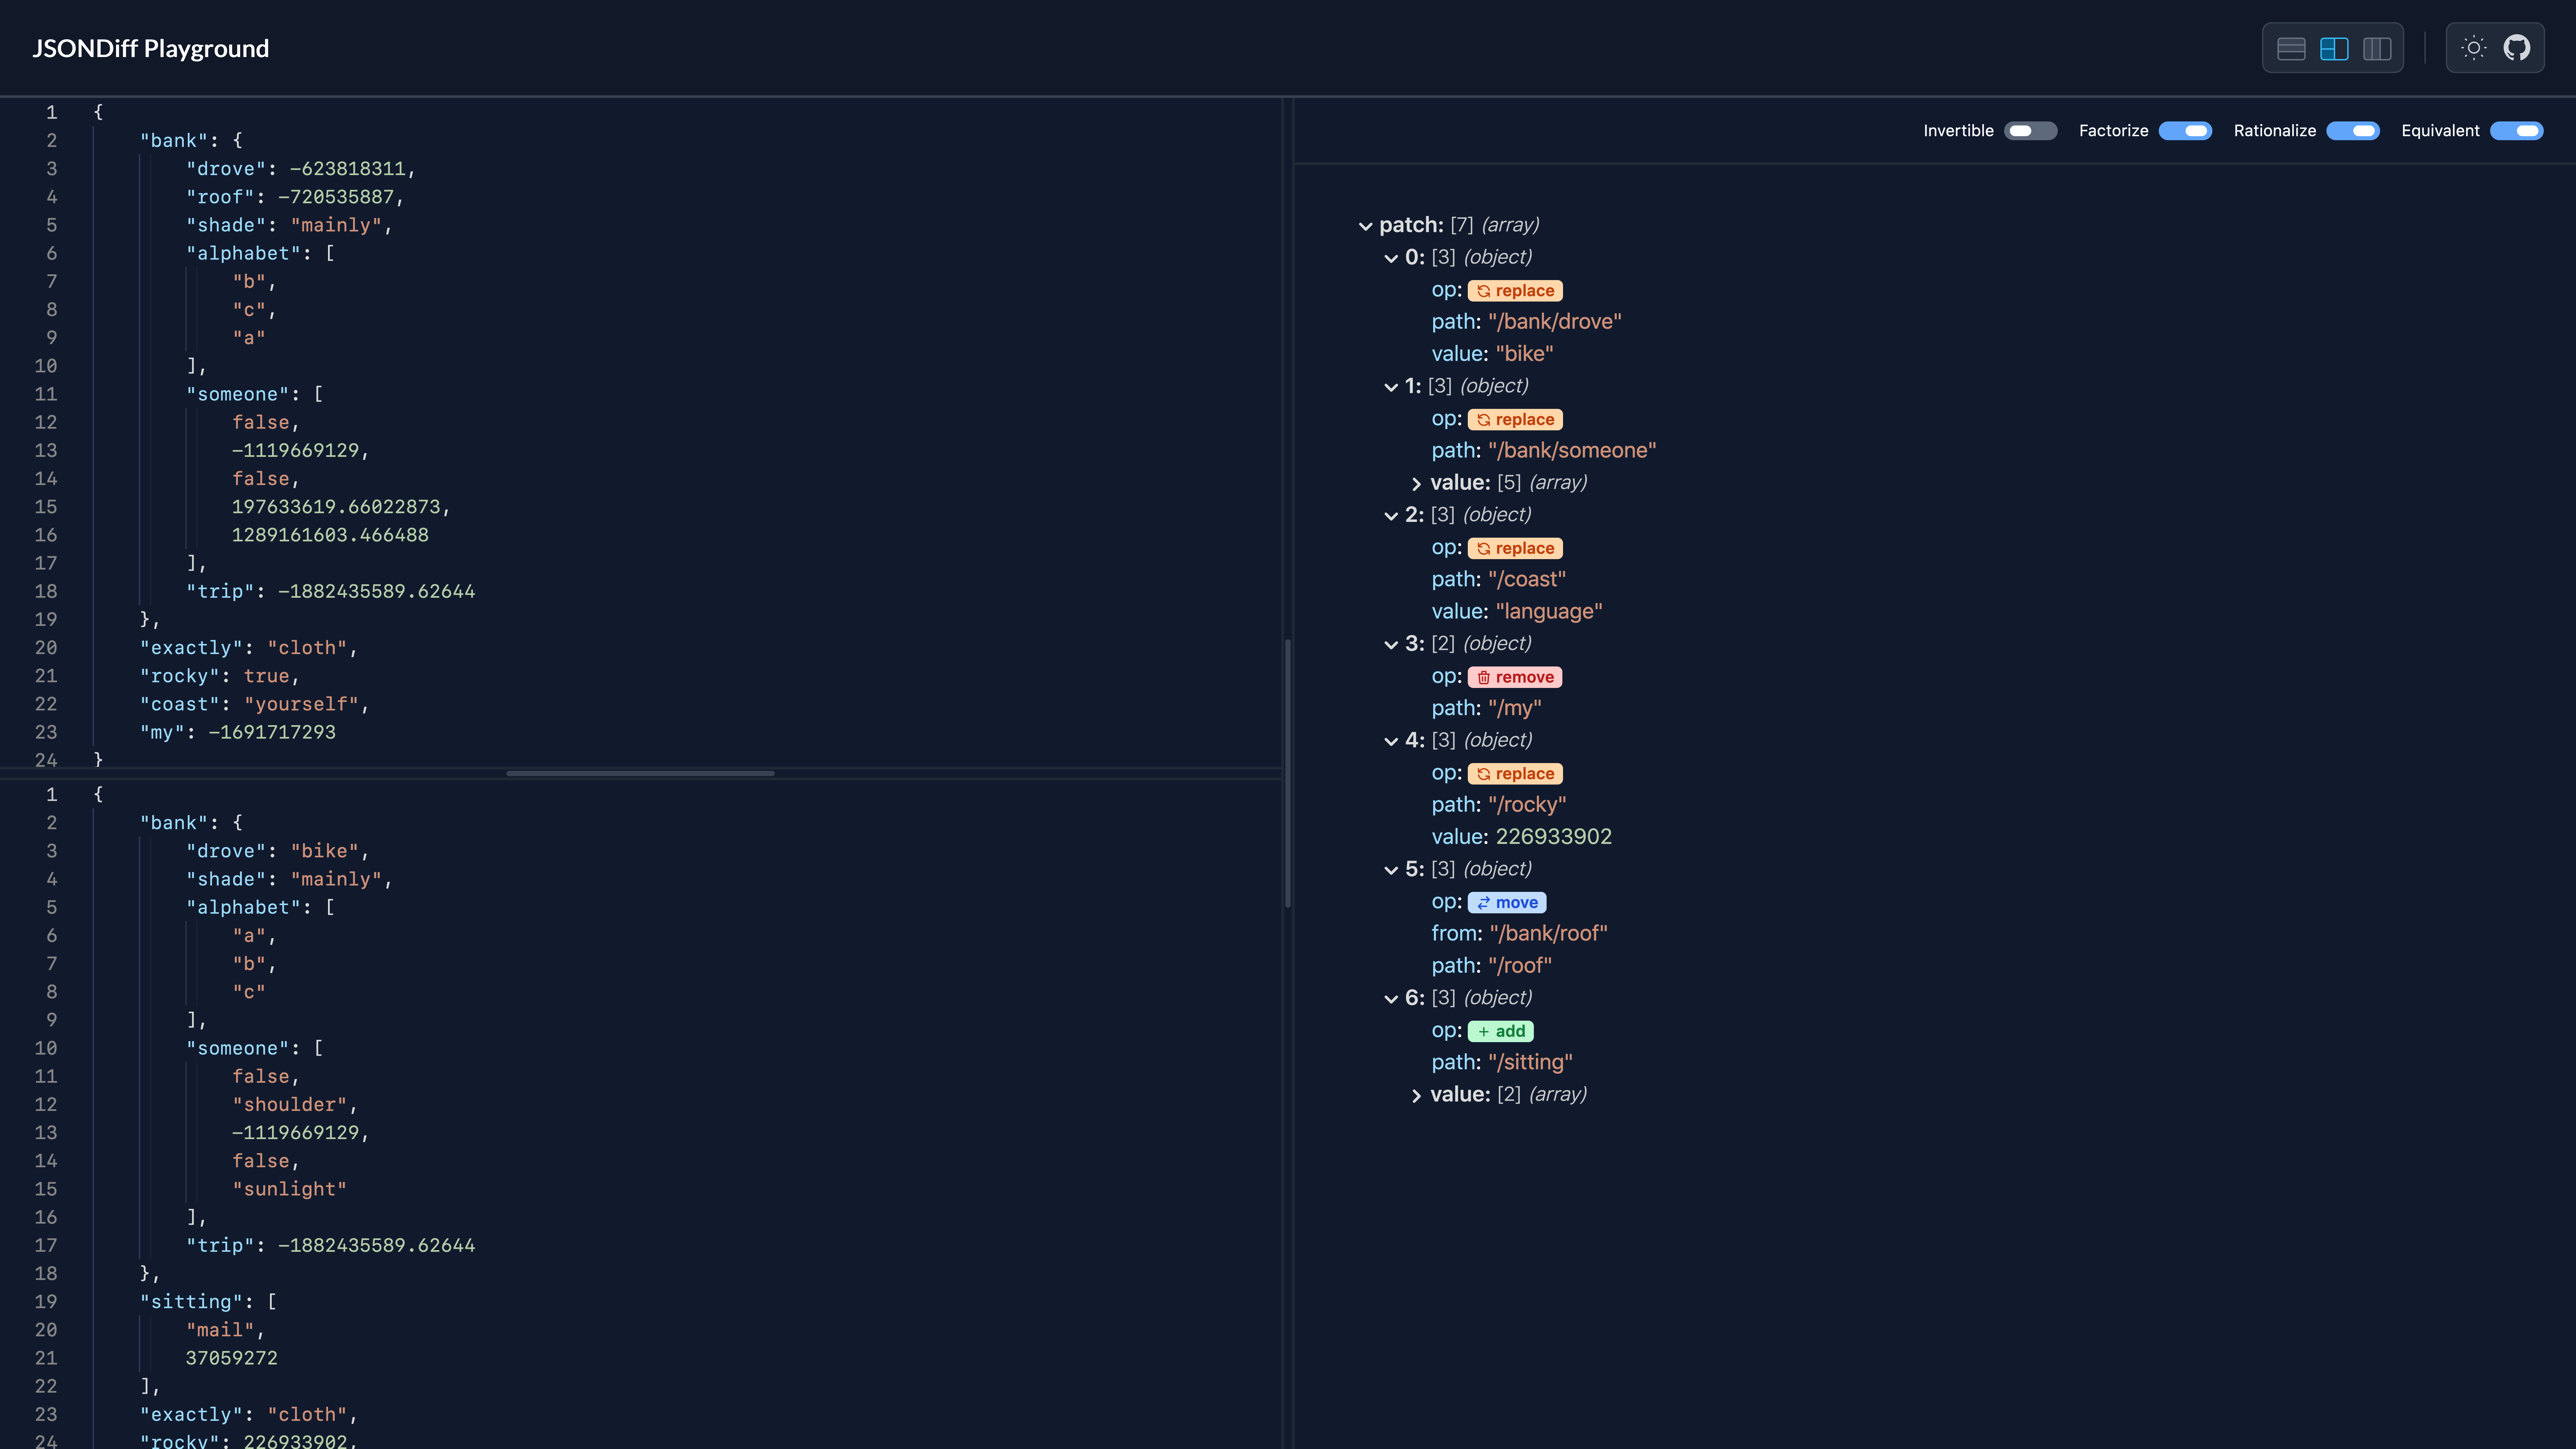 JSONDiff Playground
1 {
2 "bank": {
3 "drove": -623818311,
4 "roof": -720535887,
5 "shade": "mainly",
6 "alphabet": [
7 "b",
8 "c",
9 "a"
10 ],
11 "someone": [
12 false,
13 -1119669129,
14 false,
15 197633619.66022873,
16 1289161603.466488
17 ],
18 "trip": -1882435589.62644
19 },
20 "exactly": "cloth",
21 "rocky": true,
22 "coast": "yourself",
23 "my": -1691717293
24 }
1 {
2 "bank": {
3 "drove": "bike",
4 "shade": "mainly",
5 "alphabet": [
6 "a",
7 "b",
8 "c"
9 ],
10 "someone": [
11 false,
12 "shoulder",
13 -1119669129,
14 false,
15 "sunlight"
16 ],
17 "trip": -1882435589.62644
18 },
19 "sitting": [
20 "mail",
21 37059272
22 ],
23 "exactly": "cloth",
24 "rocky": 226933902,
Invertible Factorize Rationalize Equivalent
patch: [7] (array)
0: [3] (object)
op: replace
path: "/bank/drove"
value: "bike"
1: [3] (object)
op: replace
path: "/bank/someone"
value: [5] (array)
2: [3] (object)
op: replace
path: "/coast"
value: "language"
3: [2] (object)
op: remove
path: "/my"
4: [3] (object)
op: replace
path: "/rocky"
value: 226933902
5: [3] (object)
op: move
from: "/bank/roof"
path: "/roof"
6: [3] (object)
op: + add
path: "/sitting"
value: [2] (array)